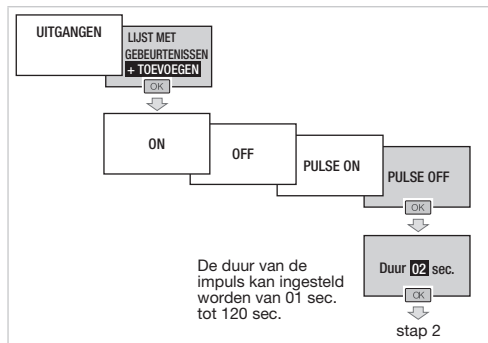 UITGANGEN
LIJST MET
GEBEURTENISSEN
+ TOEVOEGEN
OK
ON
OFF
PULSE ON
PULSE OFF
OK
De duur van de
impuls kan ingesteld
worden van 01 sec.
tot 120 sec.
Duur 02 sec.
OK
stap 2